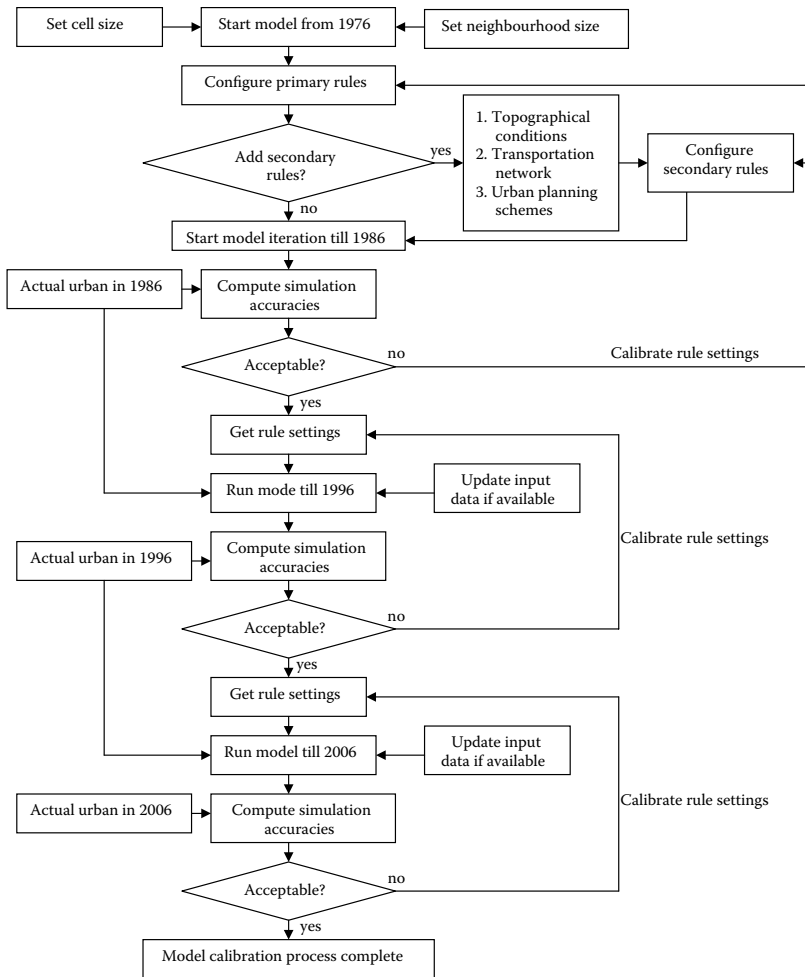 Set cell size
Start model from 1976
Set neighbourhood size
Configure primary rules
Add secondary
rules?
yes
1. Topographical
conditions
2. Transportation
network
3. Urban planning
schemes
Configure
secondary rules
no
Start model iteration till 1986
Actual urban in 1986
Compute simulation
accuracies
Acceptable?
no
Calibrate rule settings
yes
Get rule settings
Run mode till 1996
Update input
data if available
Calibrate rule settings
Actual urban in 1996
Compute simulation
accuracies
Acceptable?
no
yes
Get rule settings
Run model till 2006
Update input
data if available
Calibrate rule settings
Actual urban in 2006
Compute simulation
accuracies
Acceptable?
no
yes
Model calibration process complete